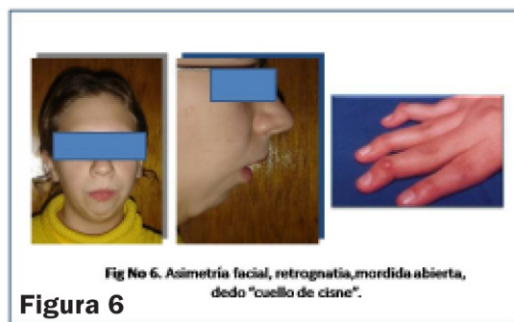 Fig No 6. Asimetría facial, retrognatia,mordida abierta,
dedo "cuello de cisne".
Figura 6